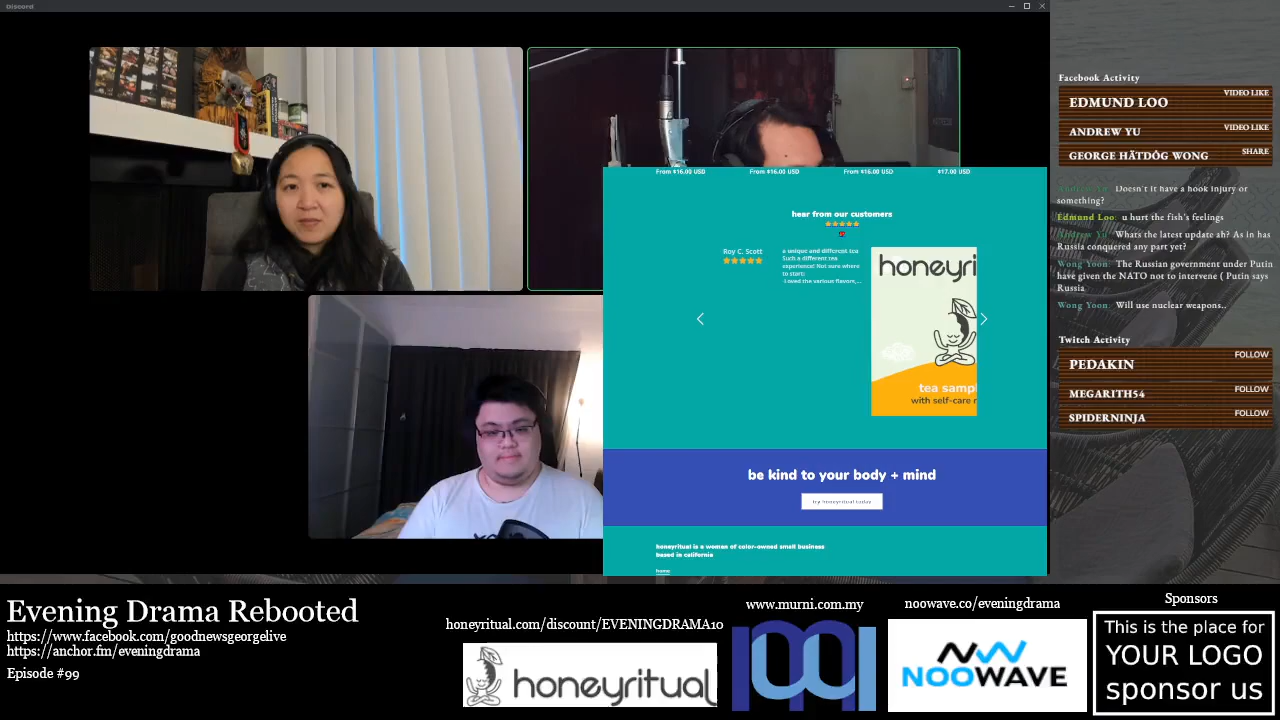 Discord
From $16.00 USD
From $16.00 USD
From $16.00 USD
$17.00 USD
hear from our customers
Roy C. Scott
a unique and different tea
Such a different tea
experience! Not sure where
to start:
-Loved the various flavors,...
honeyri
tea sampl
with self-care r
be kind to your body + mind
try honeyritual today
honeyritual is a woman of color-owned small business
based in california
home
Facebook Activity
EDMUND LOO
VIDEO LIKE
ANDREW YU
VIDEO LIKE
GEORGE HÄTDÓG WONG
SHARE
Andrew Yu: Doesn't it have a hook injury or
something?
Edmund Loo: u hurt the fish's feelings
Andrew Yu: Whats the latest update ah? As in has
Russia conquered any part yet?
Wong Yoon: The Russian government under Putin
have given the NATO not to intervene ( Putin says
Russia
Wong Yoon: Will use nuclear weapons..
Twitch Activity
PEDAKIN
FOLLOW
MEGARITH54
FOLLOW
SPIDERNINJA
FOLLOW
Evening Drama Rebooted
https://www.facebook.com/goodnewsgeorgelive
https://anchor.fm/eveningdrama
Episode #99
honeyritual.com/discount/EVENINGDRAMA10
honeyritual
www.murni.com.my
noowave.co/eveningdrama
NOOWAVE
Sponsors
This is the place for
YOUR LOGO
sponsor us